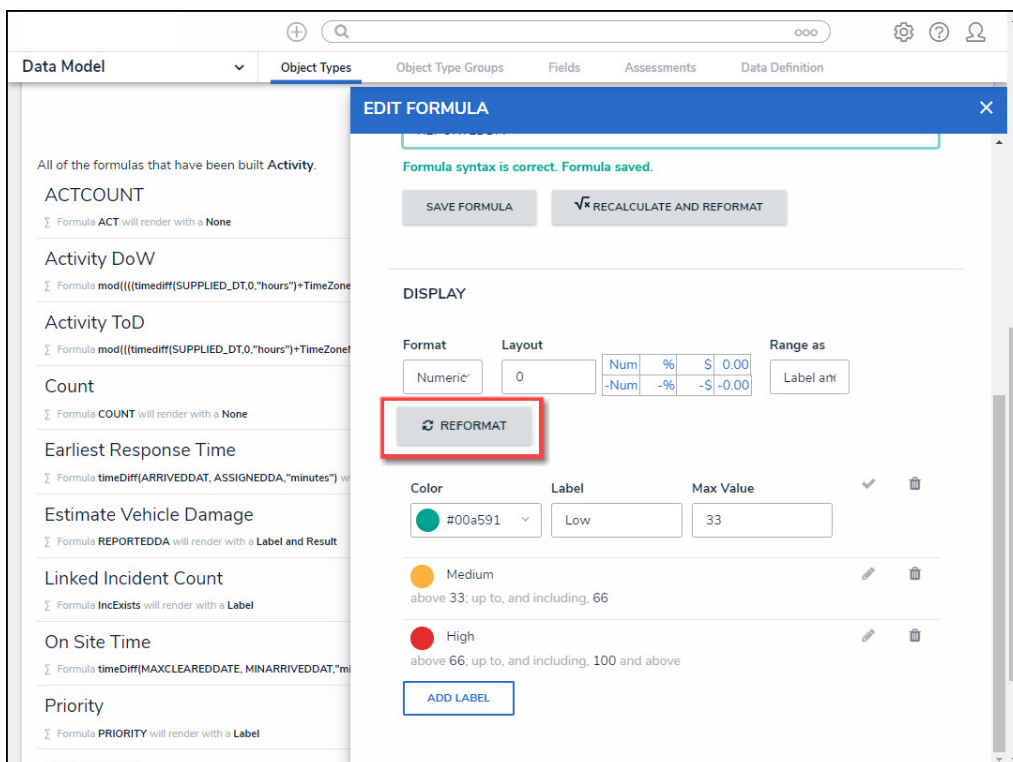 ooo
Data Model
Object Types
Object Type Groups
Fields
Assessments
Data Definition
All of the formulas that have been built Activity.
ACTCOUNT
∑ Formula ACT will render with a None
Activity DoW
∑ Formula mod((((timediff(SUPPLIED_DT,0,"hours")+TimeZone
Activity ToD
∑ Formula mod(((timediff(SUPPLIED_DT,0,"hours")+TimeZone
Count
∑ Formula COUNT will render with a None
Earliest Response Time
∑ Formula timeDiff(ARRIVEDDAT, ASSIGNEDDA,"minutes") w
Estimate Vehicle Damage
∑ Formula REPORTEDDA will render with a Label and Result
Linked Incident Count
∑ Formula IncExists will render with a Label
On Site Time
∑ Formula timeDiff(MAXCLEAREDDATE, MINARRIVEDDAT,"mi
Priority
∑ Formula PRIORITY will render with a Label
EDIT FORMULA
Formula syntax is correct. Formula saved.
SAVE FORMULA
√x RECALCULATE AND REFORMAT
DISPLAY
Format
Layout
Range as
Numeric
0
Num % $ 0.00
-Num -% -$ -0.00
Label an
REFORMAT
Color
Label
Max Value
#00a591
Low
33
Medium
above 33; up to, and including, 66
High
above 66; up to, and including, 100 and above
ADD LABEL